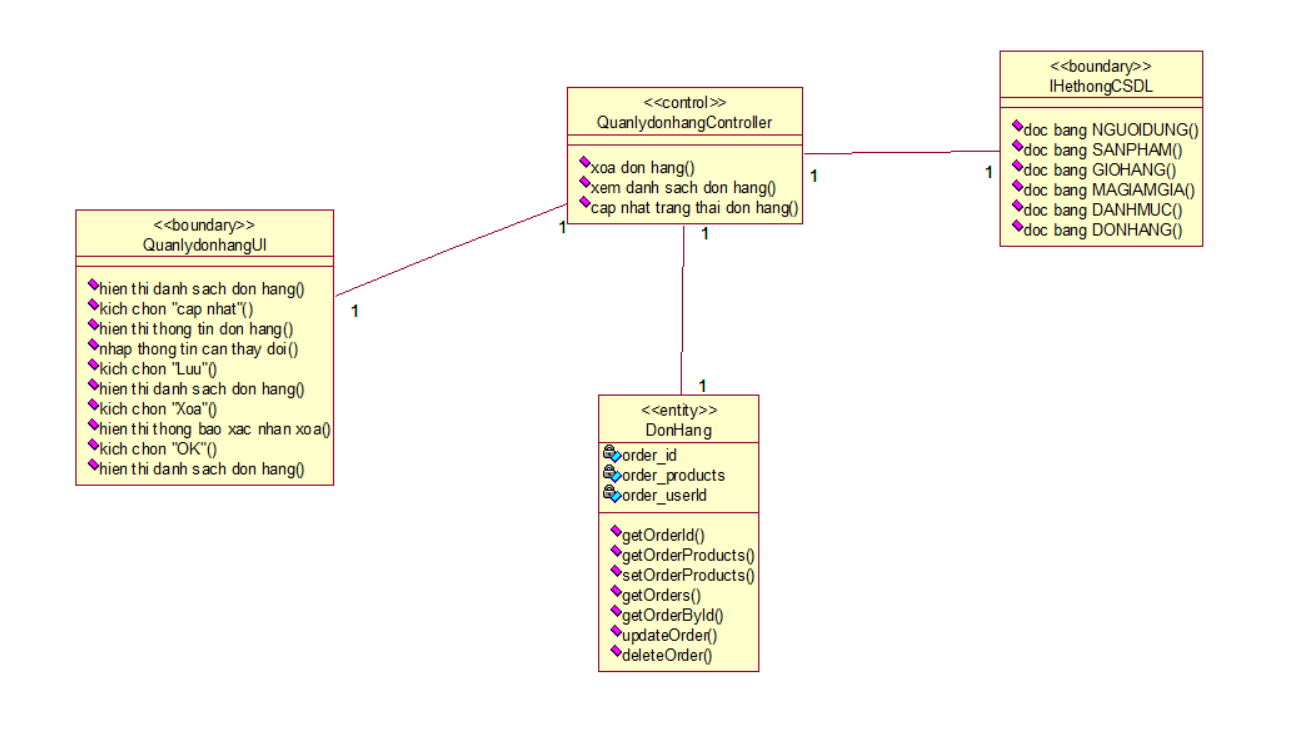 <<boundary>>
IHethongCSDL
doc bang NGUOIDUNG()
doc bang SANPHAM()
doc bang GIOHANG()
doc bang MAGIAMGIA()
doc bang DANHMUC()
doc bang DONHANG()
<<control>>
QuanlydonhangController
xoa don hang()
xem danh sach don hang()
cap nhat trang thai don hang()
1
1
1
1
<<boundary>>
QuanlydonhangUI
hien thi danh sach don hang()
kich chon "cap nhat"()
hien thi thong tin don hang()
nhap thong tin can thay doi()
kich chon "Luu"()
hien thi danh sach don hang()
kich chon "Xoa"()
hien thi thong bao xac nhan xoa()
kich chon "OK"()
hien thi danh sach don hang()
1
1
<<entity>>
DonHang
order_id
order_products
order_userId
getOrderId()
getOrderProducts()
setOrderProducts()
getOrders()
getOrderById()
updateOrder()
deleteOrder()